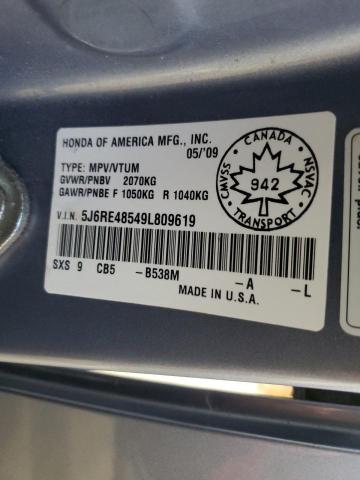 HONDA OF AMERICA MFG., INC.
05/'09
TYPE: MPV/VTUM
GVWR/PNBV 2070KG
GAWR/PNBE F 1050KG R 1040KG
V.I.N. 5J6RE48549L809619
SXS 9 CB5 -B538M -A -L
MADE IN U.S.A.
CANADA
CMVSS
NSVAC
942
TRANSPORT